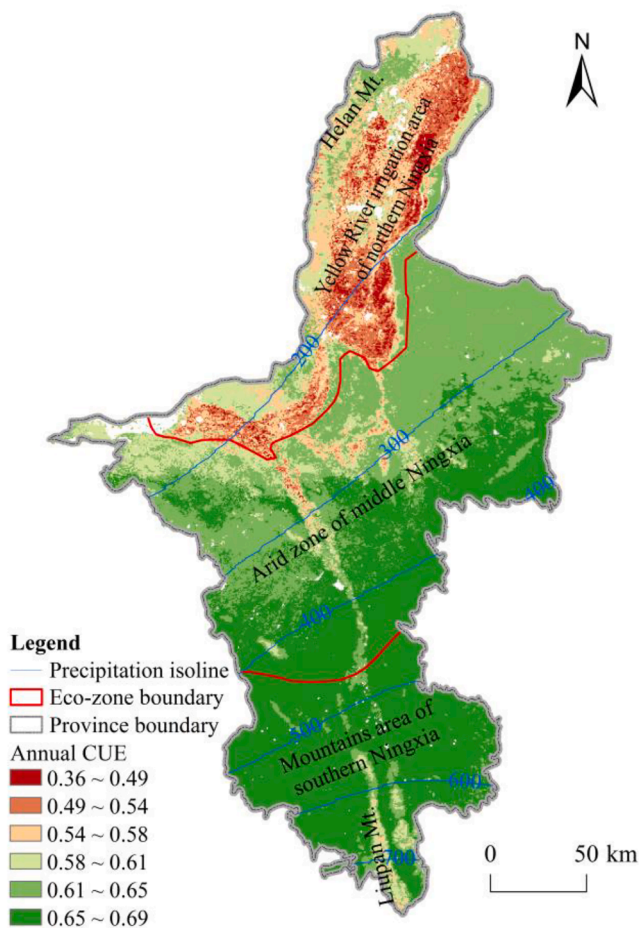 N
Helan Mt.
Yellow River irrigation area
of northern Ningxia
200
300
400
Arid zone of middle Ningxia
400
500
Mountains area of
southern Ningxia
600
700
Liupan Mt.
Legend
Precipitation isoline
Eco-zone boundary
Province boundary
Annual CUE
0.36 ~ 0.49
0.49 ~ 0.54
0.54 ~ 0.58
0.58 ~ 0.61
0.61 ~ 0.65
0.65 ~ 0.69
0 50 km